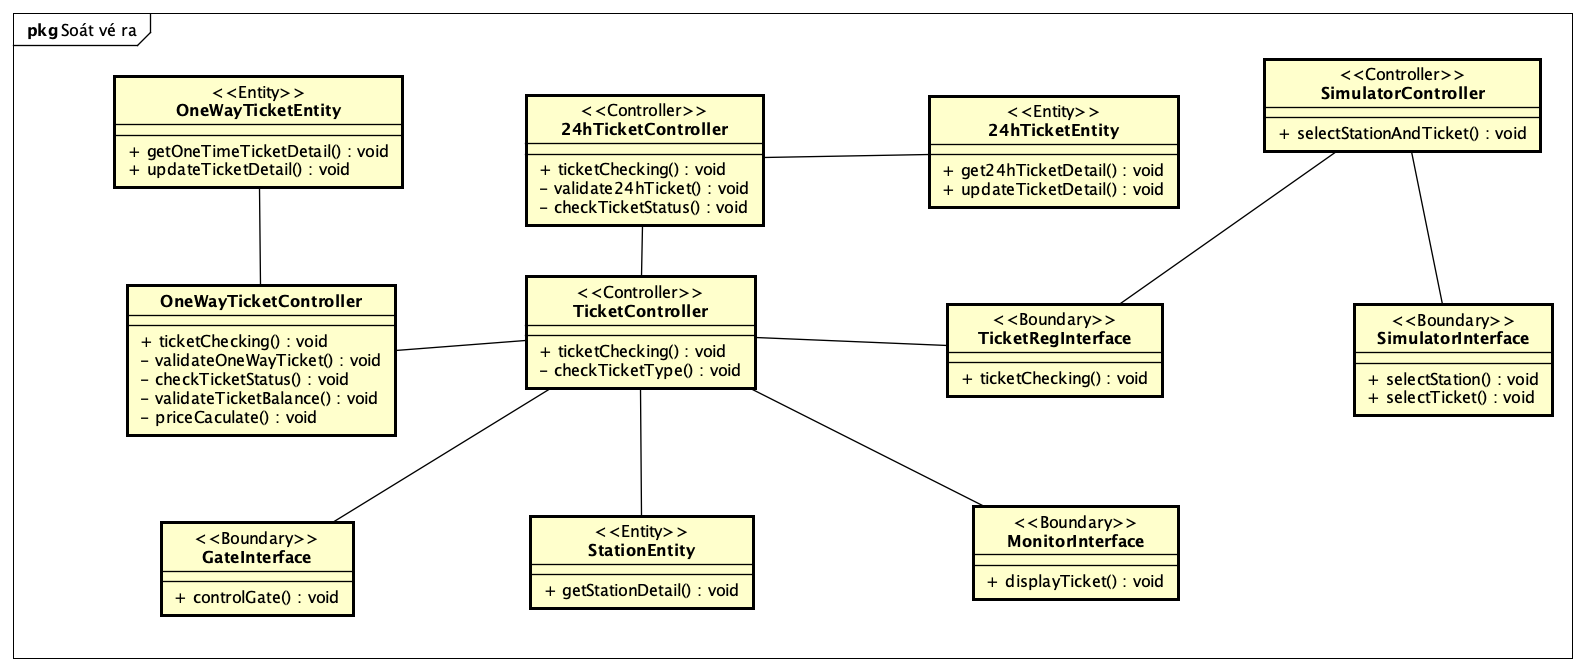 pkg Soát vé ra
<<Entity>>
OneWayTicketEntity
+ getOneTimeTicketDetail() : void
+ updateTicketDetail() : void
<<Controller>>
24hTicketController
+ ticketChecking() : void
- validate24hTicket() : void
- checkTicketStatus() : void
<<Entity>>
24hTicketEntity
+ get24hTicketDetail() : void
+ updateTicketDetail() : void
<<Controller>>
SimulatorController
+ selectStationAndTicket() : void
OneWayTicketController
+ ticketChecking() : void
- validateOneWayTicket() : void
- checkTicketStatus() : void
- validateTicketBalance() : void
- priceCaculate() : void
<<Controller>>
TicketController
+ ticketChecking() : void
- checkTicketType() : void
<<Boundary>>
TicketRegInterface
+ ticketChecking() : void
<<Boundary>>
SimulatorInterface
+ selectStation() : void
+ selectTicket() : void
<<Boundary>>
GateInterface
+ controlGate() : void
<<Entity>>
StationEntity
+ getStationDetail() : void
<<Boundary>>
MonitorInterface
+ displayTicket() : void